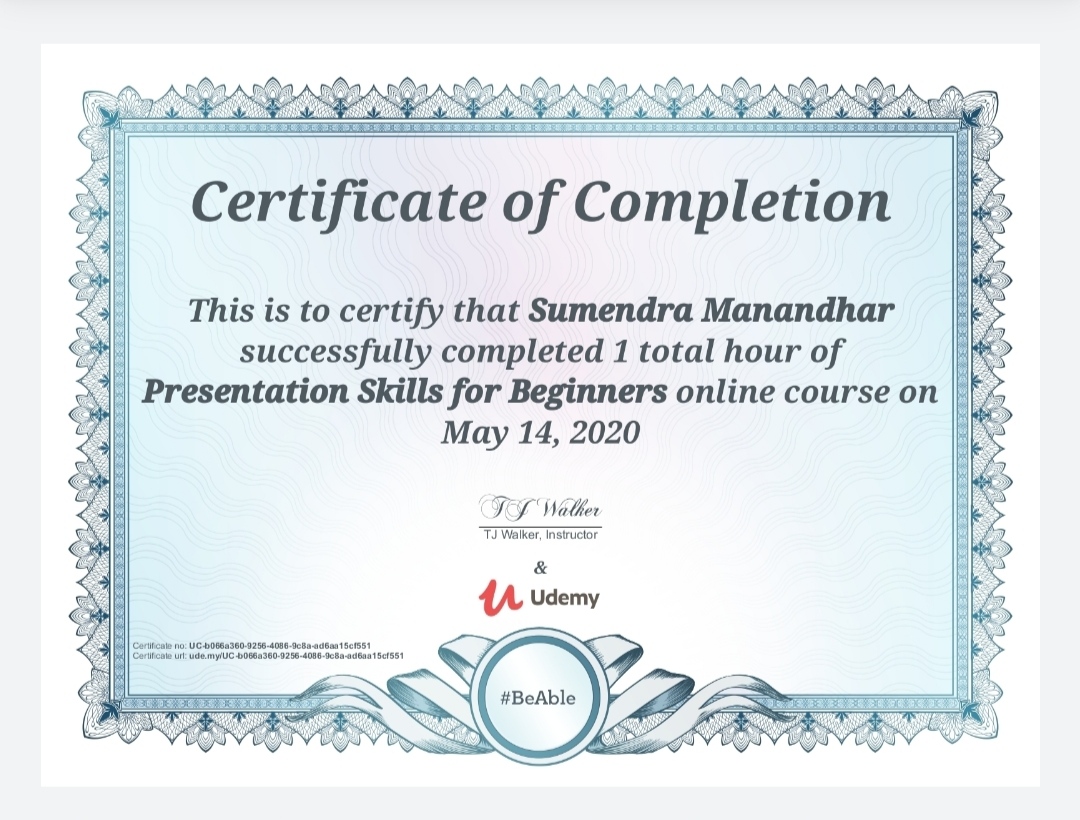 Certificate of Completion
This is to certify that Sumendra Manandhar
successfully completed 1 total hour of
Presentation Skills for Beginners online course on
May 14, 2020
TJ Walker
TJ Walker, Instructor
&
Udemy
Certificate no: UC-b066a360-9256-4086-9c8a-ad6aa15cf551
Certificate url: ude.my/UC-b066a360-9256-4086-9c8a-ad6aa15cf551
#BeAble